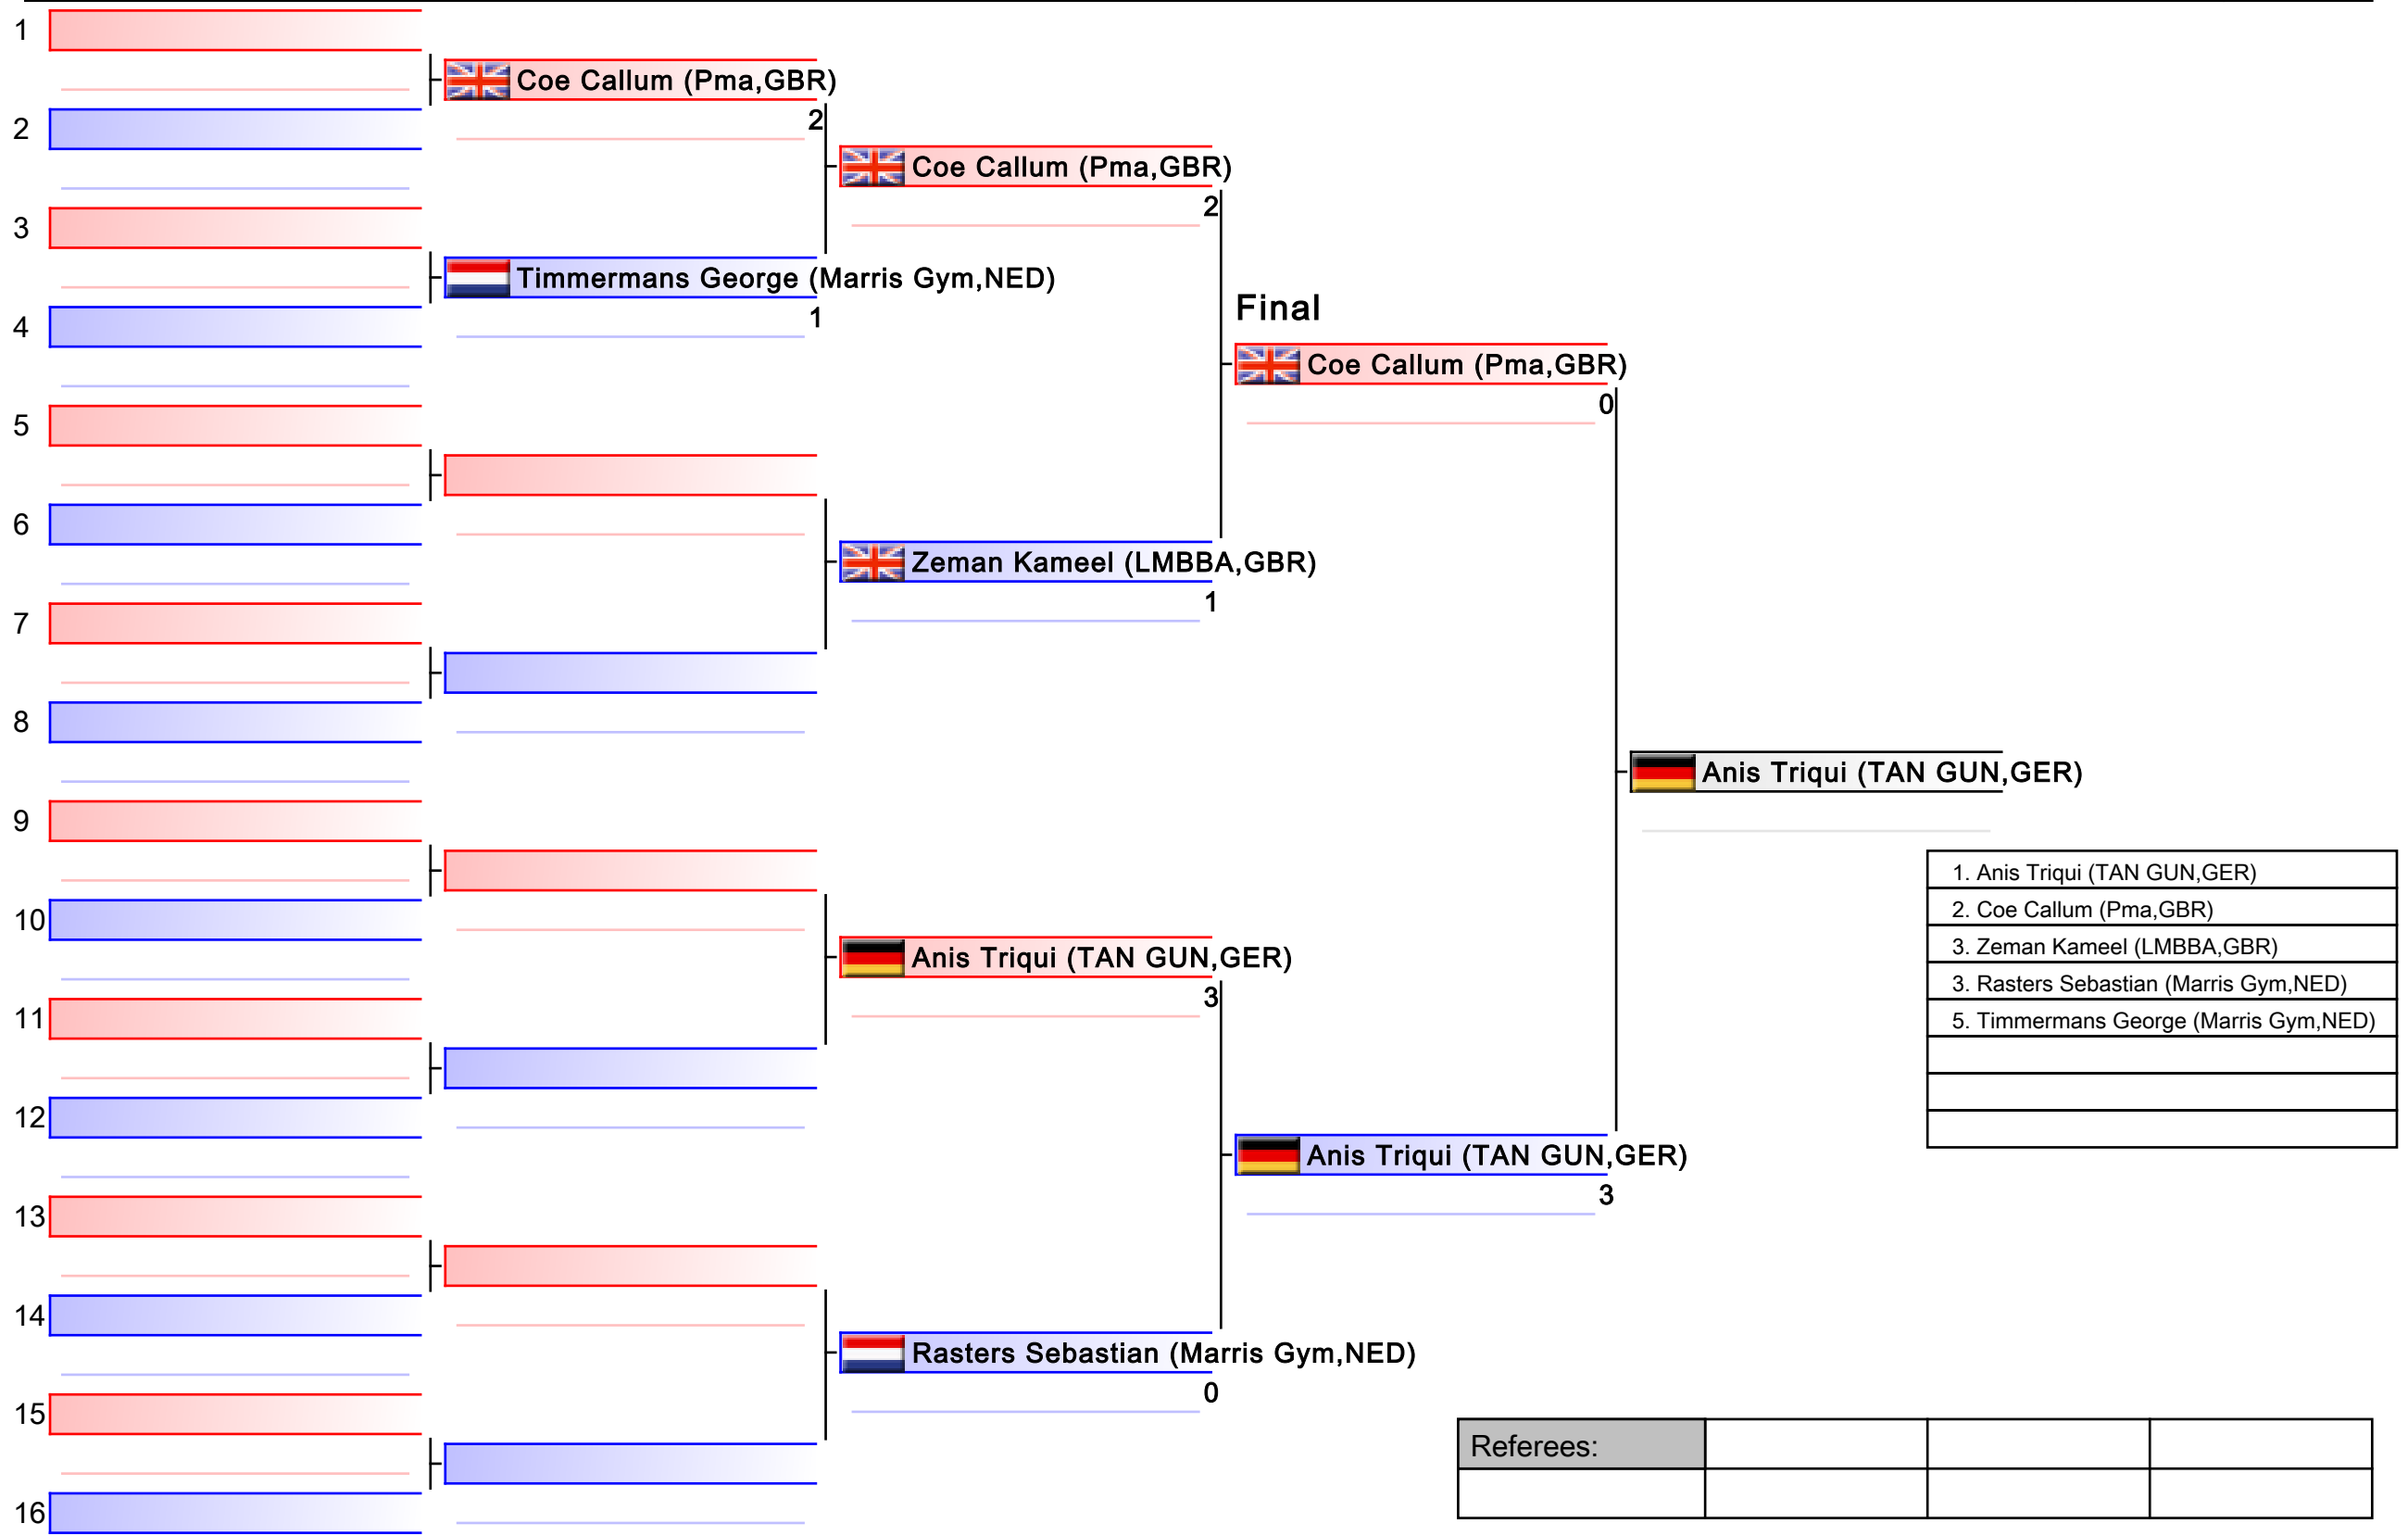 1
Coe Callum (Pma,GBR)
2
2
Coe Callum (Pma,GBR)
2
3
Timmermans George (Marris Gym,NED)
1
4
Final
Coe Callum (Pma,GBR)
0
5
6
Zeman Kameel (LMBBA,GBR)
1
7
8
Anis Triqui (TAN GUN,GER)
9
1. Anis Triqui (TAN GUN,GER)
2. Coe Callum (Pma,GBR)
3. Zeman Kameel (LMBBA,GBR)
3. Rasters Sebastian (Marris Gym,NED)
5. Timmermans George (Marris Gym,NED)
10
Anis Triqui (TAN GUN,GER)
3
11
12
Anis Triqui (TAN GUN,GER)
3
13
14
Rasters Sebastian (Marris Gym,NED)
0
15
Referees:
16